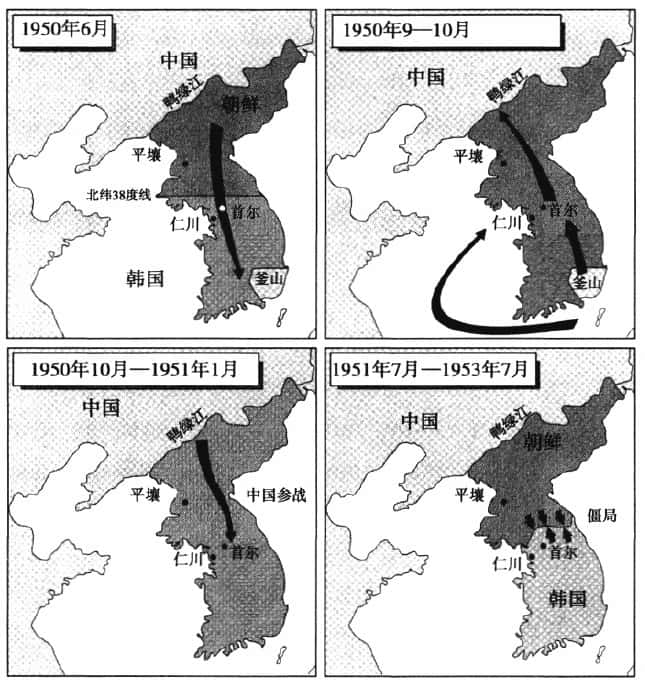 1950年6月
中国
鸭绿江
朝鲜
平壤
北纬38度线
首尔
仁川
韩国
釜山
1950年9—10月
中国
鸭绿江
平壤
首尔
仁川
釜山
1950年10月—1951年1月
中国
鸭绿江
平壤
中国参战
首尔
仁川
1951年7月—1953年7月
中国
鸭绿江
朝鲜
平壤
僵局
首尔
仁川
韩国